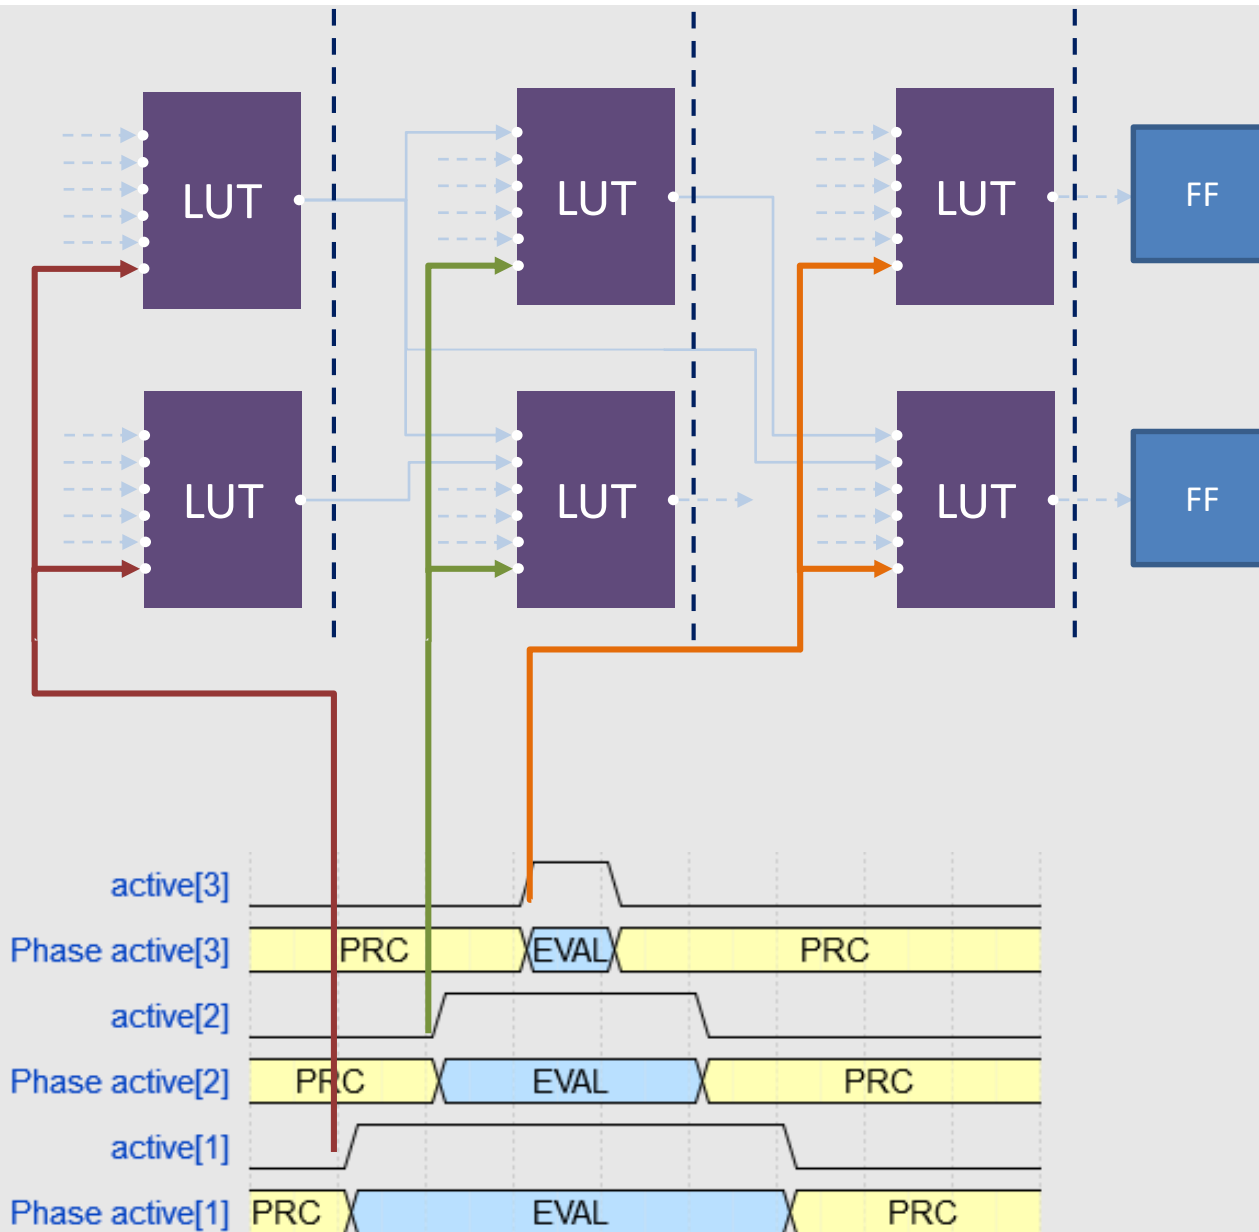 LUT
LUT
LUT
FF
LUT
LUT
LUT
FF
active[3]
Phase active[3]
PRC
EVAL
PRC
active[2]
Phase active[2]
PRC
EVAL
PRC
active[1]
Phase active[1]
PRC
EVAL
PRC